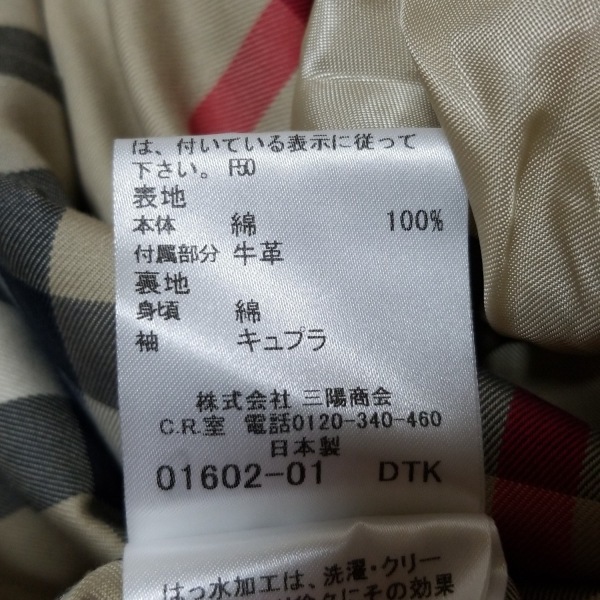 は、付いている表示に従って
下さい。F50
表地
本体 綿 100%
付属部分 牛革
裏地
身頃 綿
袖 キュプラ
株式会社 三陽商会
C.R.室 電話0120-340-460
日本製
01602-01 DTK
はっ水加工は、洗濯・クリー
にその効果